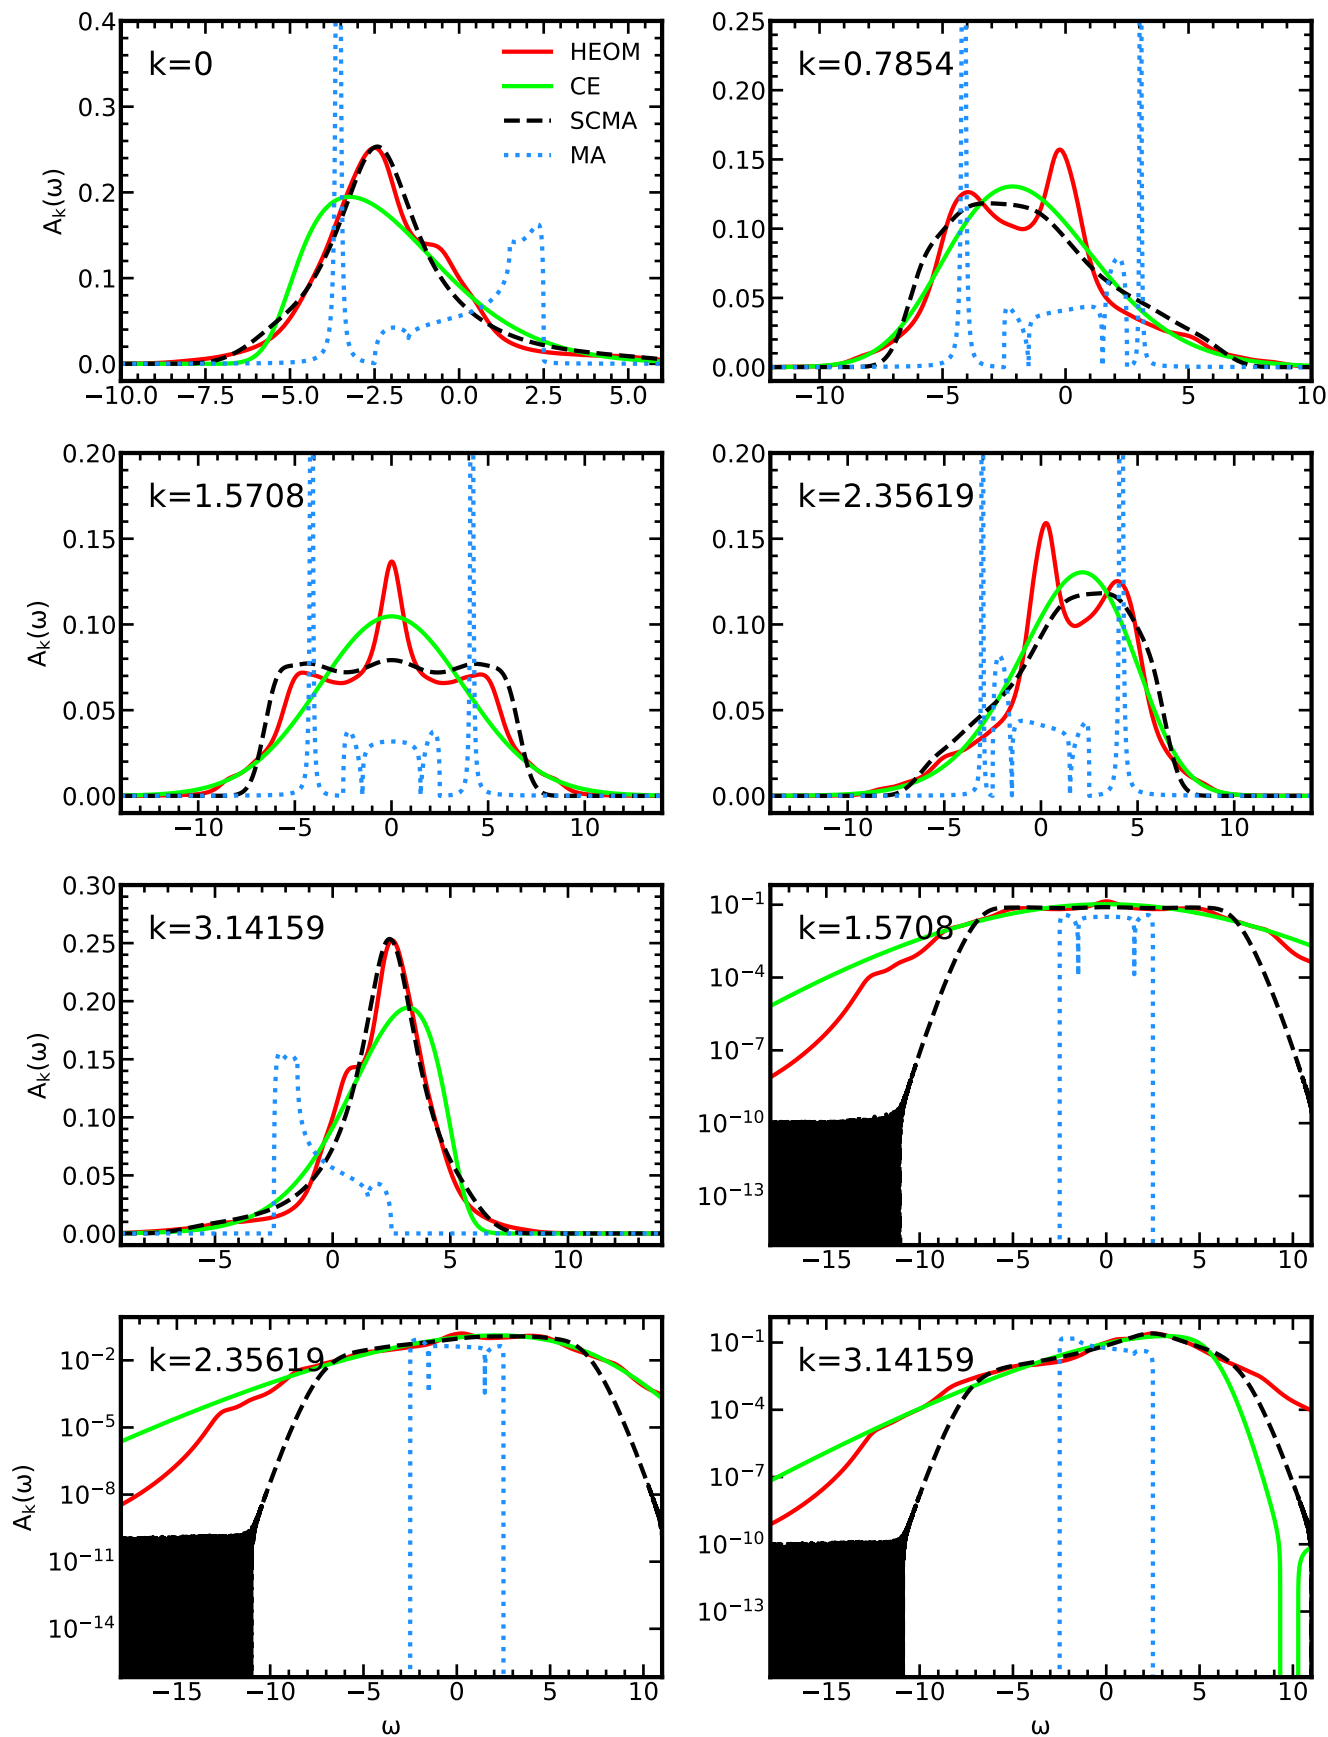 0.4
0.3
0.2
0.1
0.0
A_k(ω)
k=0
HEOM
CE
SCMA
MA
−10.0 −7.5 −5.0 −2.5 0.0 2.5 5.0
0.25
0.20
0.15
0.10
0.05
0.00
k=0.7854
−10 −5 0 5 10
0.20
0.15
0.10
0.05
0.00
A_k(ω)
k=1.5708
−10 −5 0 5 10
0.20
0.15
0.10
0.05
0.00
k=2.35619
−10 −5 0 5 10
0.30
0.25
0.20
0.15
0.10
0.05
0.00
A_k(ω)
k=3.14159
−5 0 5 10
10^−1
10^−4
10^−7
10^−10
10^−13
k=1.5708
−15 −10 −5 0 5 10
10^−2
10^−5
10^−8
10^−11
10^−14
A_k(ω)
k=2.35619
−15 −10 −5 0 5 10
ω
10^−1
10^−4
10^−7
10^−10
10^−13
k=3.14159
−15 −10 −5 0 5 10
ω